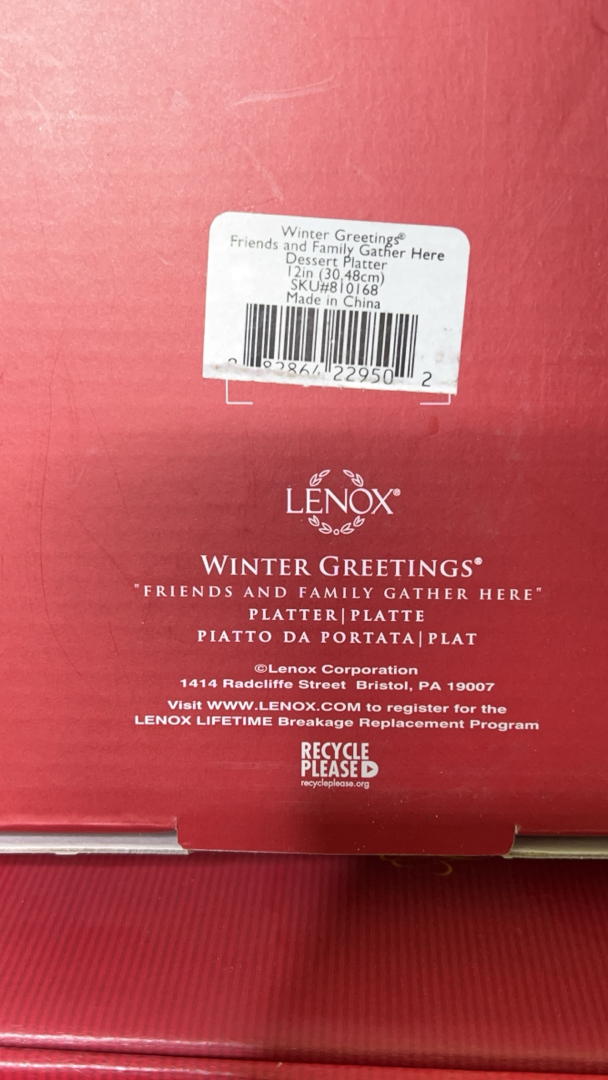 Winter Greetings®
Friends and Family Gather Here
Dessert Platter
12in (30.48cm)
SKU#810168
Made in China
22950 2
LENOX®
WINTER GREETINGS®
"FRIENDS AND FAMILY GATHER HERE"
PLATTER|PLATTE
PIATTO DA PORTATA|PLAT
©Lenox Corporation
1414 Radcliffe Street Bristol, PA 19007
Visit WWW.LENOX.COM to register for the
LENOX LIFETIME Breakage Replacement Program
RECYCLE
PLEASE
recycleplease.org